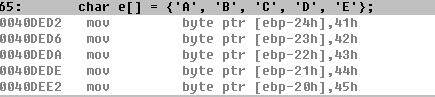 65: char e[] = {'A', 'B', 'C', 'D', 'E'};
0040DED2 mov byte ptr [ebp-24h],41h
0040DED6 mov byte ptr [ebp-23h],42h
0040DEDA mov byte ptr [ebp-22h],43h
0040DEDE mov byte ptr [ebp-21h],44h
0040DEE2 mov byte ptr [ebp-20h],45h